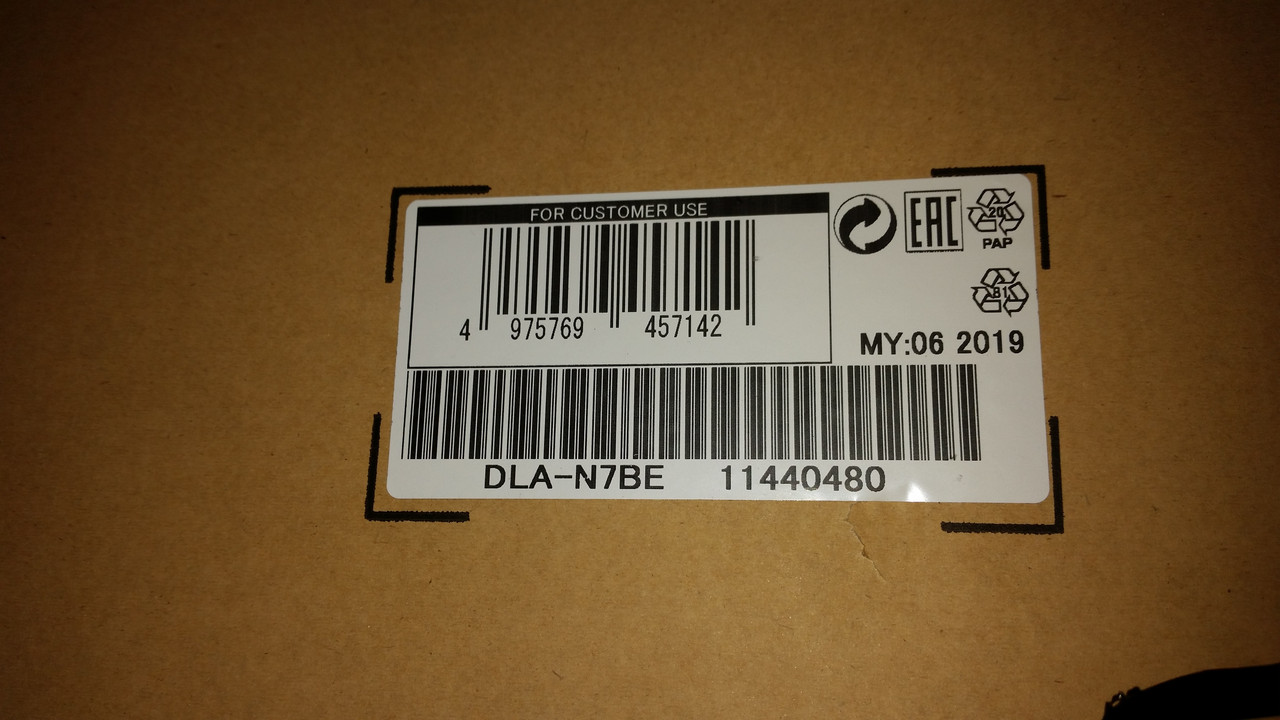 FOR CUSTOMER USE
4 975769 457142
EAC
20
PAP
81
MY:06 2019
DLA-N7BE 11440480